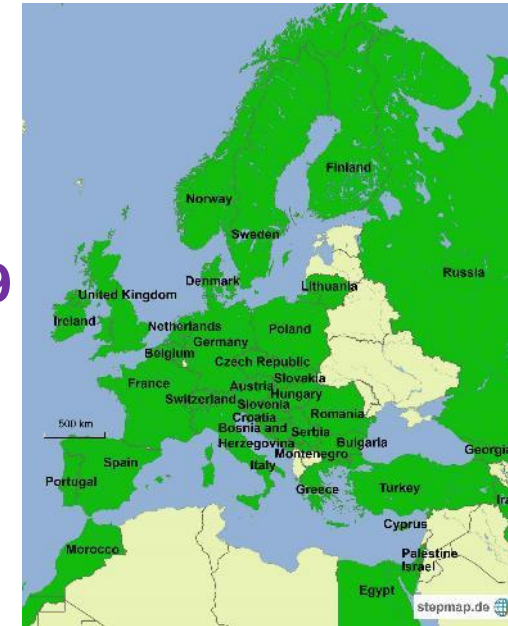 Finland
Norway
Sweden
Russia
Denmark
Lithuania
9
United Kingdom
Ireland
Netherlands
Poland
Germany
Belgium
Czech Republic
Slovakia
France
Austria
Hungary
Switzerland
Slovenia
Croatia
Romania
500 km
Bosnia and
Herzegovina
Serbia
Bulgaria
Montenegro
Georgia
Spain
Italy
Portugal
Greece
Turkey
Ira
Cyprus
Morocco
Palestine
Israel
Egypt
stepmap.de